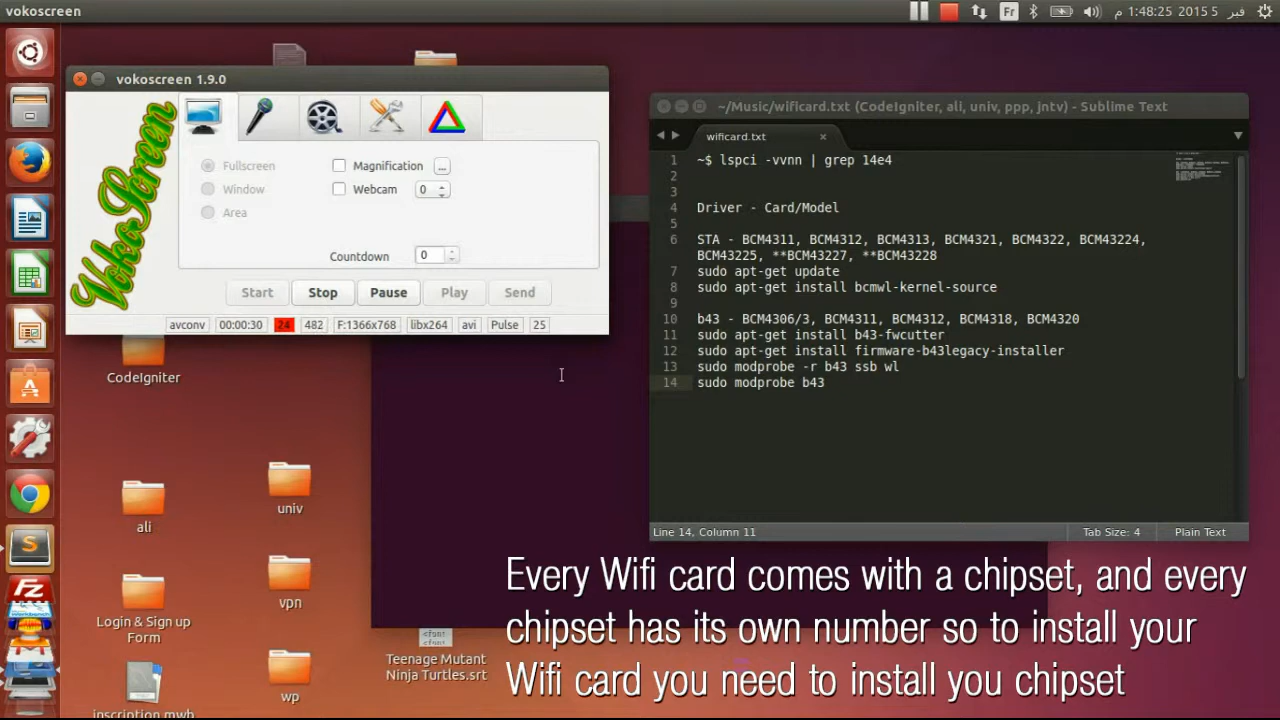 vokoscreen
Fr
م 1:48:25 2015 فبر 5
vokoscreen 1.9.0
VokoScreen
Fullscreen
Window
Area
Magnification
...
Webcam
0
Countdown
0
Start
Stop
Pause
Play
Send
avconv
00:00:30
24
482
F:1366x768
libx264
avi
Pulse
25
~/Music/wificard.txt (CodeIgniter, ali, univ, ppp, jntv) - Sublime Text
wificard.txt
1 ~$ lspci -vvnn | grep 14e4
2
3
4 Driver - Card/Model
5
6 STA - BCM4311, BCM4312, BCM4313, BCM4321, BCM4322, BCM43224,
BCM43225, **BCM43227, **BCM43228
7 sudo apt-get update
8 sudo apt-get install bcmwl-kernel-source
9
10 b43 - BCM4306/3, BCM4311, BCM4312, BCM4318, BCM4320
11 sudo apt-get install b43-fwcutter
12 sudo apt-get install firmware-b43legacy-installer
13 sudo modprobe -r b43 ssb wl
14 sudo modprobe b43
Line 14, Column 11
Tab Size: 4
Plain Text
CodeIgniter
ali
univ
Login & Sign up
Form
vpn
<font
<font
Teenage Mutant
Ninja Turtles.srt
wp
inscription mwh
S
Fz
Every Wifi card comes with a chipset, and every
chipset has its own number so to install your
Wifi card you need to install you chipset